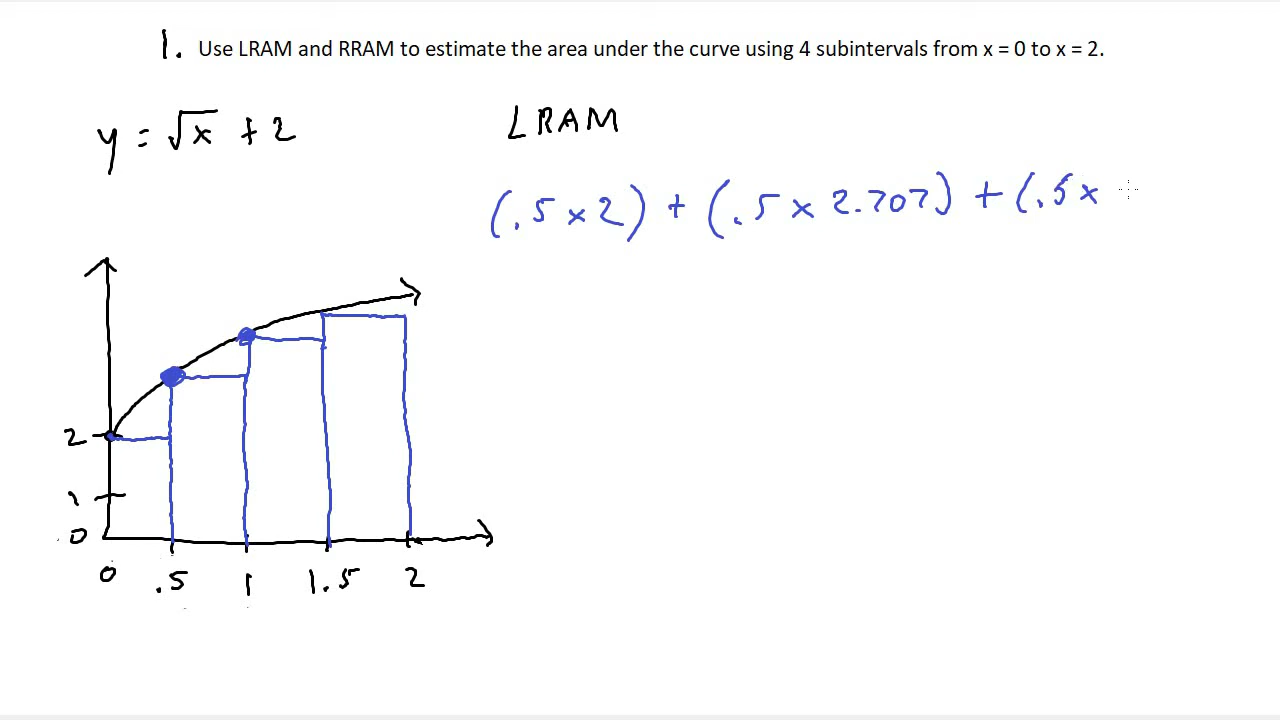 1. Use LRAM and RRAM to estimate the area under the curve using 4 subintervals from x = 0 to x = 2.
y = √x + 2
LRAM
(.5 x 2) + (.5 x 2.707) + (.5 x
2
1
0
0 .5 1 1.5 2